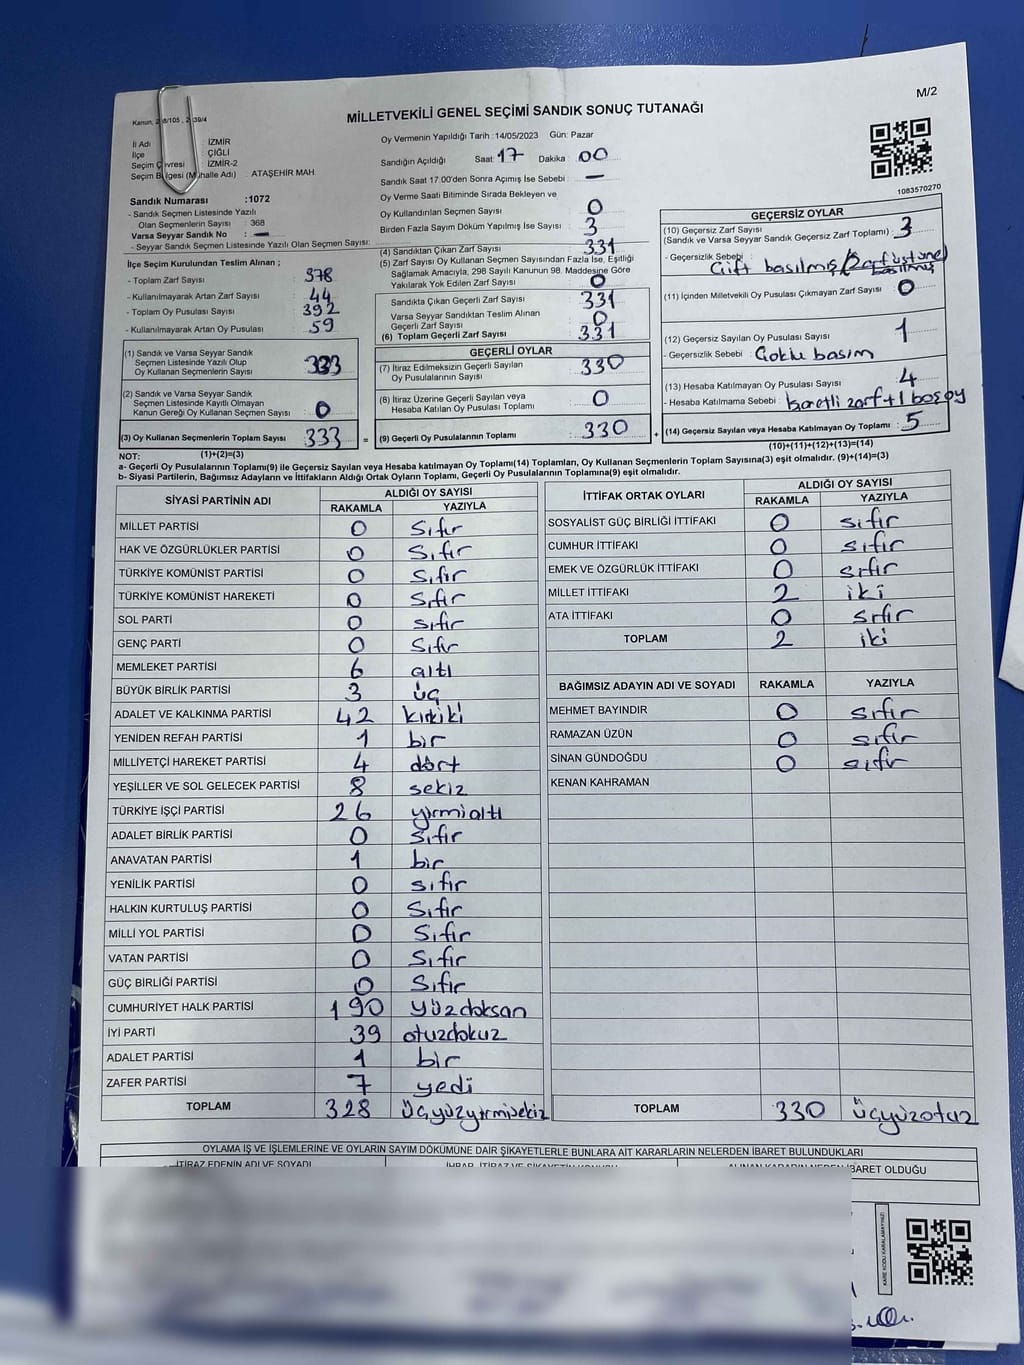 M/2
MİLLETVEKİLİ GENEL SEÇİMİ SANDIK SONUÇ TUTANAĞI
Kanun, 298/105 , 2839/4
İl Adı : İZMİR
İlçe : ÇİĞLİ
Seçim Çevresi : İZMİR-2
Seçim Bölgesi (Mahalle Adı) : ATAŞEHİR MAH
Sandık Numarası :1072
- Sandık Seçmen Listesinde Yazılı
Olan Seçmenlerin Sayısı : 368
Varsa Seyyar Sandık No : —
- Seyyar Sandık Seçmen Listesinde Yazılı Olan Seçmen Sayısı:
İlçe Seçim Kurulundan Teslim Alınan ;
- Toplam Zarf Sayısı : 378
- Kullanılmayarak Artan Zarf Sayısı : 44
- Toplam Oy Pusulası Sayısı : 392
- Kullanılmayarak Artan Oy Pusulası : 59
(1) Sandık ve Varsa Seyyar Sandık
Seçmen Listesinde Yazılı Olup
Oy Kullanan Seçmenlerin Sayısı : 333
(2) Sandık ve Varsa Seyyar Sandık
Seçmen Listesinde Kayıtlı Olmayan
Kanun Gereği Oy Kullanan Seçmen Sayısı : 0
(3) Oy Kullanan Seçmenlerin Toplam Sayısı : 333 =
Oy Vermenin Yapıldığı Tarih :14/05/2023 Gün: Pazar
Sandığın Açıldığı Saat: 17 Dakika : 00
Sandık Saat 17.00'den Sonra Açımış İse Sebebi : —
Oy Verme Saati Bitiminde Sırada Bekleyen ve
Oy Kullandırılan Seçmen Sayısı : 0
Birden Fazla Sayım Döküm Yapılmış İse Sayısı : 3
(4) Sandıktan Çıkan Zarf Sayısı : 331
(5) Zarf Sayısı Oy Kullanan Seçmen Sayısından Fazla İse, Eşitliği
Sağlamak Amacıyla, 298 Sayılı Kanunun 98. Maddesine Göre
Yakılarak Yok Edilen Zarf Sayısı : 0
Sandıkta Çıkan Geçerli Zarf Sayısı : 331
Varsa Seyyar Sandıktan Teslim Alınan
Geçerli Zarf Sayısı : 0
(6) Toplam Geçerli Zarf Sayısı : 331
GEÇERLİ OYLAR
(7) İtiraz Edilmeksizin Geçerli Sayılan
Oy Pusulalarının Sayısı : 330
(8) İtiraz Üzerine Geçerli Sayılan veya
Hesaba Katılan Oy Pusulası Toplamı : 0
(9) Geçerli Oy Pusulalarının Toplamı : 330 +
1083570270
GEÇERSİZ OYLAR
(10) Geçersiz Zarf Sayısı
(Sandık ve Varsa Seyyar Sandık Geçersiz Zarf Toplamı) : 3
- Geçersizlik Sebebi : Çift basılmış (zarf üstüne) basılmış
(11) İçinden Milletvekili Oy Pusulası Çıkmayan Zarf Sayısı : 0
(12) Geçersiz Sayılan Oy Pusulası Sayısı : 1
- Geçersizlik Sebebi : Çoklu basım
(13) Hesaba Katılmayan Oy Pusulası Sayısı : 4
- Hesaba Katılmama Sebebi : İşaretli zarf+1 boş oy
(14) Geçersiz Sayılan veya Hesaba Katılmayan Oy Toplamı : 5
(10)+(11)+(12)+(13)=(14)
NOT: (1)+(2)=(3)
a- Geçerli Oy Pusulalarının Toplamı(9) ile Geçersiz Sayılan veya Hesaba katılmayan Oy Toplamı(14) Toplamları, Oy Kullanan Seçmenlerin Toplam Sayısına(3) eşit olmalıdır. (9)+(14)=(3)
b- Siyasi Partilerin, Bağımsız Adayların ve İttifakların Aldığı Ortak Oyların Toplamı, Geçerli Oy Pusulalarının Toplamına(9) eşit olmalıdır.
SİYASİ PARTİNİN ADI ALDIĞI OY SAYISI
RAKAMLA YAZIYLA
MİLLET PARTİSİ 0 Sıfır
HAK VE ÖZGÜRLÜKLER PARTİSİ 0 Sıfır
TÜRKİYE KOMÜNİST PARTİSİ 0 Sıfır
TÜRKİYE KOMÜNİST HAREKETİ 0 Sıfır
SOL PARTİ 0 sıfır
GENÇ PARTİ 0 Sıfır
MEMLEKET PARTİSİ 6 altı
BÜYÜK BİRLİK PARTİSİ 3 üç
ADALET VE KALKINMA PARTİSİ 42 kırkiki
YENİDEN REFAH PARTİSİ 1 bir
MİLLİYETÇİ HAREKET PARTİSİ 4 dört
YEŞİLLER VE SOL GELECEK PARTİSİ 8 sekiz
TÜRKİYE İŞÇİ PARTİSİ 26 yirmialtı
ADALET BİRLİK PARTİSİ 0 sıfır
ANAVATAN PARTİSİ 1 bir
YENİLİK PARTİSİ 0 sıfır
HALKIN KURTULUŞ PARTİSİ 0 Sıfır
MİLLİ YOL PARTİSİ 0 Sıfır
VATAN PARTİSİ 0 Sıfır
GÜÇ BİRLİĞİ PARTİSİ 0 Sıfır
CUMHURİYET HALK PARTİSİ 190 yüzdoksan
İYİ PARTİ 39 otuzdokuz
ADALET PARTİSİ 1 bir
ZAFER PARTİSİ 7 yedi
TOPLAM 328 üçyüzyirmisekiz
İTTİFAK ORTAK OYLARI ALDIĞI OY SAYISI
RAKAMLA YAZIYLA
SOSYALİST GÜÇ BİRLİĞİ İTTİFAKI 0 sıfır
CUMHUR İTTİFAKI 0 sıfır
EMEK VE ÖZGÜRLÜK İTTİFAKI 0 sıfır
MİLLET İTTİFAKI 2 iki
ATA İTTİFAKI 0 sıfır
TOPLAM 2 iki
BAĞIMSIZ ADAYIN ADI VE SOYADI RAKAMLA YAZIYLA
MEHMET BAYINDIR 0 sıfır
RAMAZAN ÜZÜN 0 sıfır
SİNAN GÜNDOĞDU 0 sıfır
KENAN KAHRAMAN
TOPLAM 330 üçyüzotuz
OYLAMA İŞ VE İŞLEMLERİNE VE OYLARIN SAYIM DÖKÜMÜNE DAİR ŞİKAYETLERLE BUNLARA AİT KARARLARIN NELERDEN İBARET BULUNDUKLARI
İTİRAZ EDENİN ADI VE SOYADI İBARET OLDUĞU
KARE KODU KARALAMAYINIZ!